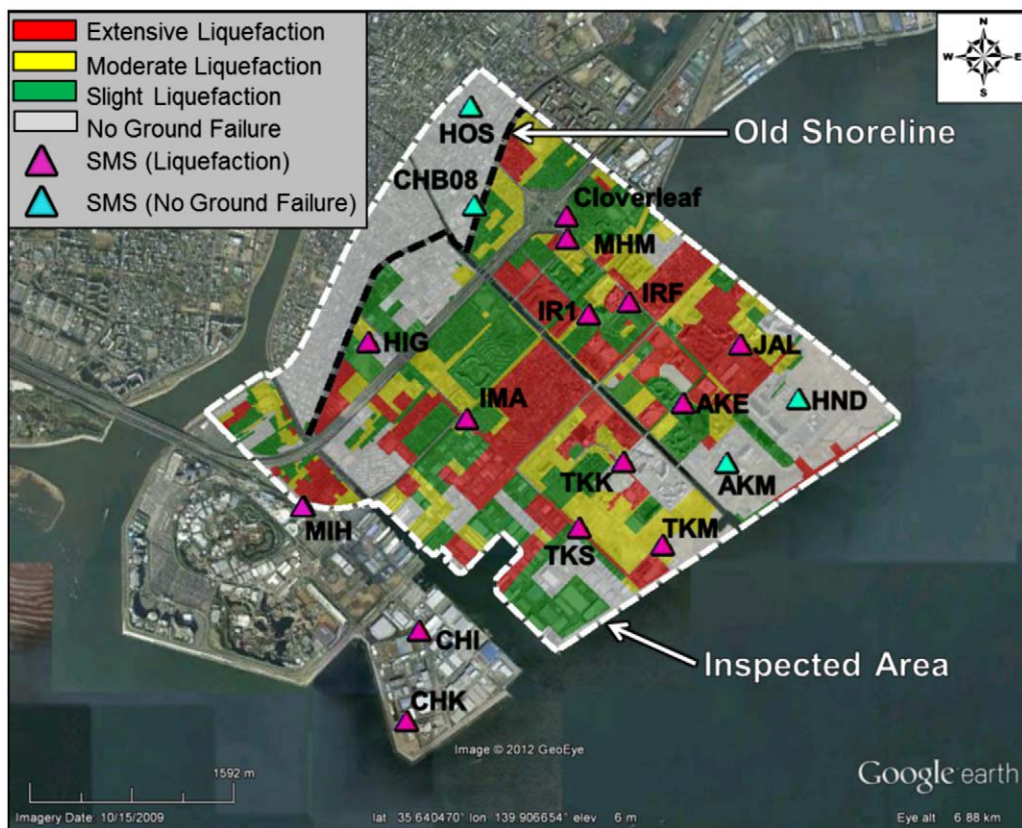 Extensive Liquefaction
Moderate Liquefaction
Slight Liquefaction
No Ground Failure
SMS (Liquefaction)
SMS (No Ground Failure)
N
W
E
S
Old Shoreline
HOS
CHB08
Cloverleaf
MHM
IRF
IR1
HIG
JAL
IMA
AKE
HND
TKK
AKM
MIH
TKS
TKM
CHI
CHK
Inspected Area
Image © 2012 GeoEye
1592 m
Google earth
Imagery Date: 10/15/2009
lat 35.640470° lon 139.906654° elev 6 m
Eye alt 6.88 km